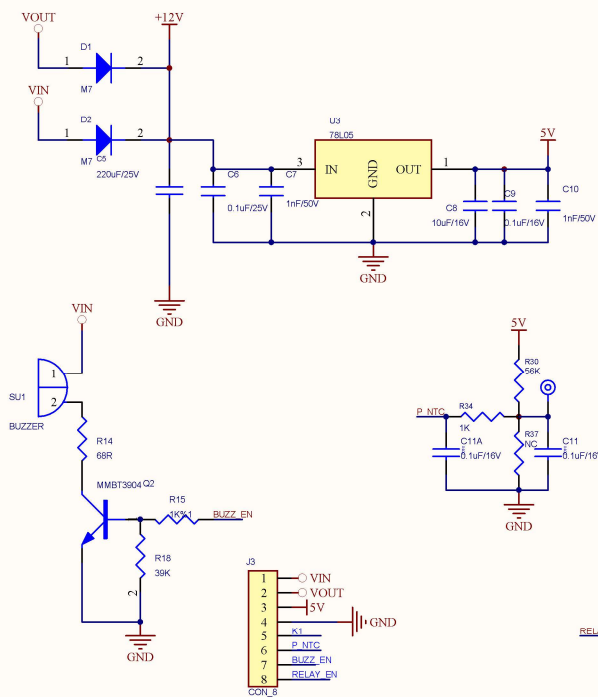 VOUT
+12V
D1
1
2
M7
VIN
D2
1
2
M7
C5
220uF/25V
C6
0.1uF/25V
C7
1nF/50V
U3
78L05
3
IN
GND
OUT
1
2
5V
C8
10uF/16V
C9
0.1uF/16V
C10
1nF/50V
GND
GND
VIN
SU1
1
2
BUZZER
R14
68R
MMBT3904
Q2
R15
1K%1
BUZZ_EN
R18
39K
2
GND
5V
R30
56K
P_NTC
R34
1K
R37
NC
C11A
0.1uF/16V
C11
0.1uF/16V
GND
J3
1
VIN
2
VOUT
3
5V
4
GND
5
K1
6
P_NTC
7
BUZZ_EN
8
RELAY_EN
CON_8
REL